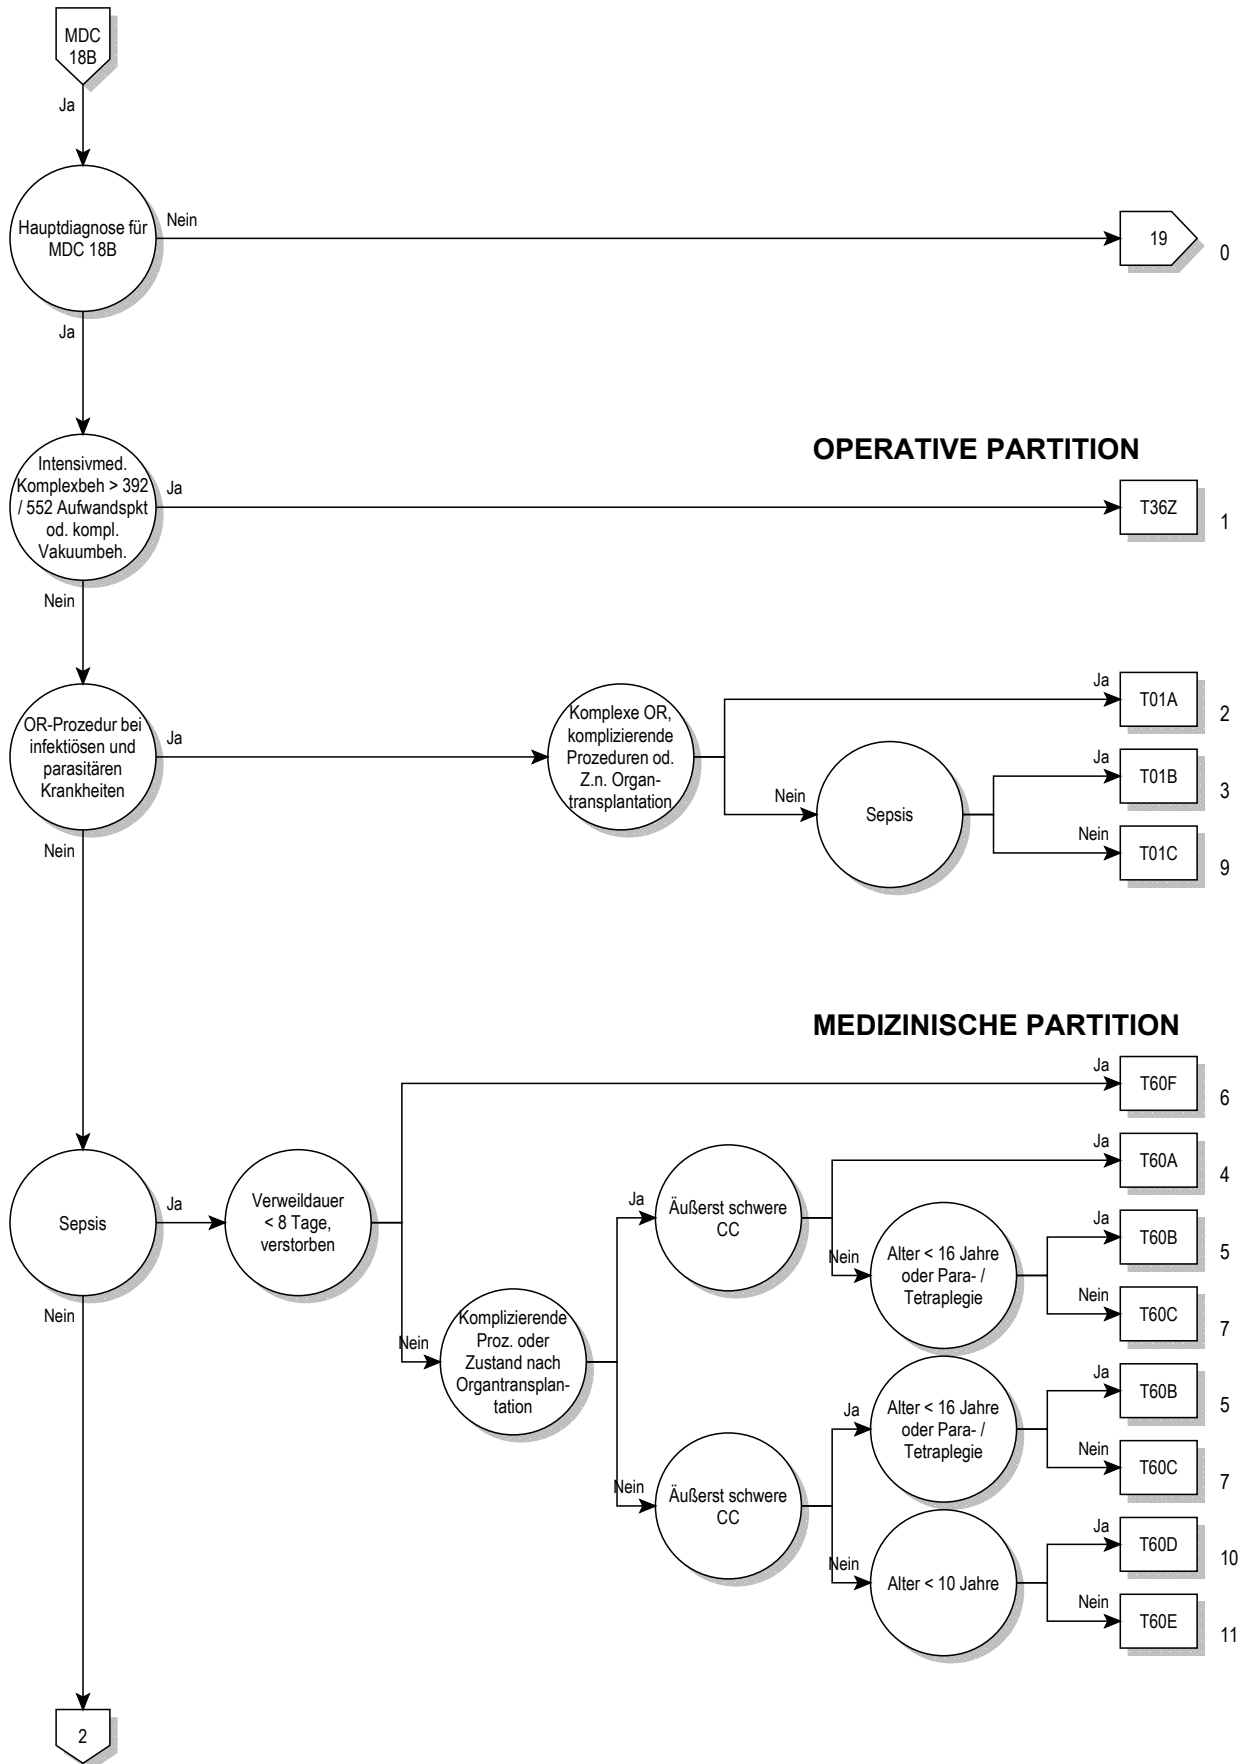 MDC
18B
Ja
Hauptdiagnose für
MDC 18B
Nein
19
0
Ja
OPERATIVE PARTITION
Intensivmed.
Komplexbeh > 392
/ 552 Aufwandspkt
od. kompl.
Vakuumbeh.
Ja
T36Z
1
Nein
OR-Prozedur bei
infektiösen und
parasitären
Krankheiten
Ja
Komplexe OR,
komplizierende
Prozeduren od.
Z.n. Organ-
transplantation
Ja
T01A
2
Nein
Sepsis
Ja
T01B
3
Nein
T01C
9
Nein
MEDIZINISCHE PARTITION
Sepsis
Ja
Verweildauer
< 8 Tage,
verstorben
Ja
T60F
6
Nein
Komplizierende
Proz. oder
Zustand nach
Organtransplan-
tation
Ja
Äußerst schwere
CC
Ja
T60A
4
Nein
Alter < 16 Jahre
oder Para- /
Tetraplegie
Ja
T60B
5
Nein
T60C
7
Nein
Äußerst schwere
CC
Ja
Alter < 16 Jahre
oder Para- /
Tetraplegie
Ja
T60B
5
Nein
T60C
7
Nein
Alter < 10 Jahre
Ja
T60D
10
Nein
T60E
11
Nein
2